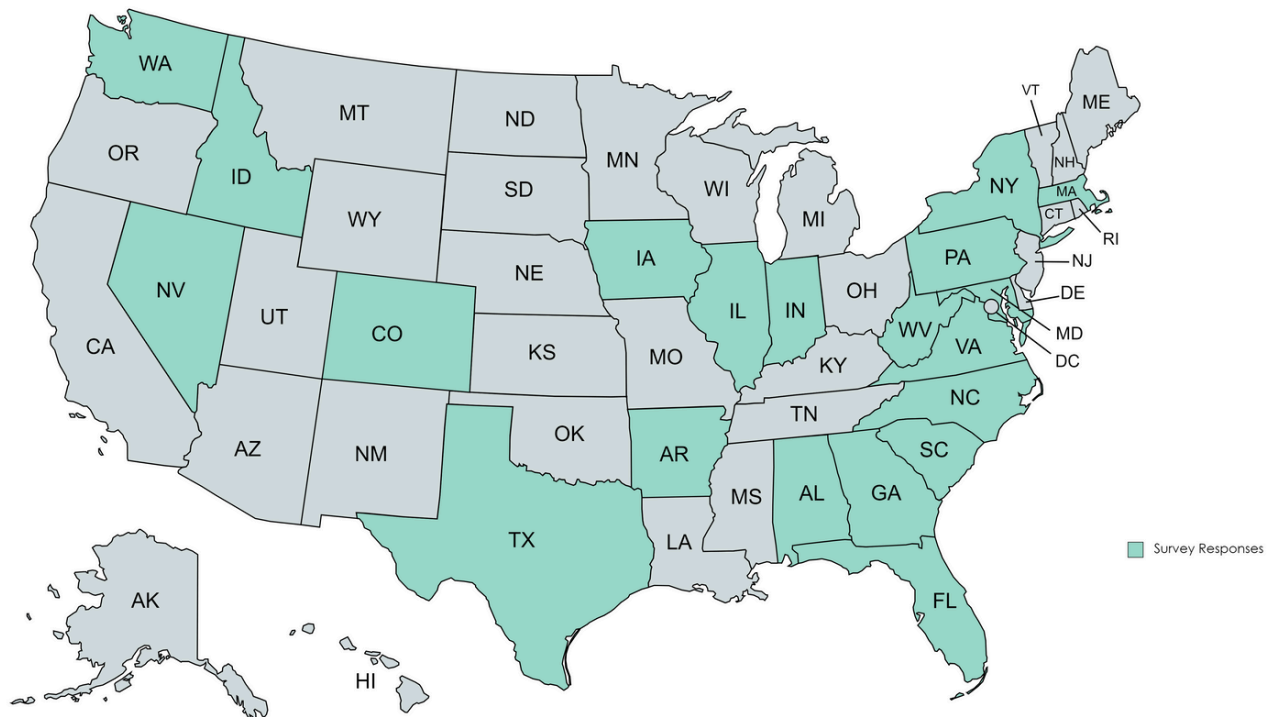 WA
MT
ND
VT
ME
OR
ID
MN
SD
WI
NH
NY
MA
WY
MI
CT
RI
IA
PA
NJ
NE
NV
IL
IN
OH
DE
UT
CO
WV
MD
CA
KS
MO
VA
DC
KY
NC
TN
OK
AZ
NM
AR
SC
MS
AL
GA
TX
LA
Survey Responses
AK
FL
HI